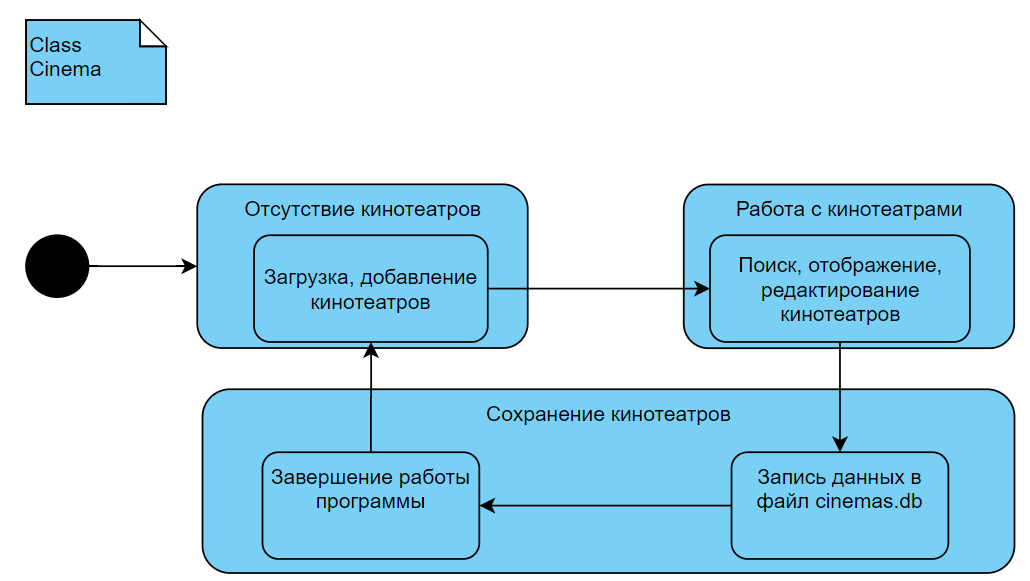 Class
Cinema
Отсутствие кинотеатров
Загрузка, добавление
кинотеатров
Работа с кинотеатрами
Поиск, отображение,
редактирование
кинотеатров
Сохранение кинотеатров
Завершение работы
программы
Запись данных в
файл cinemas.db